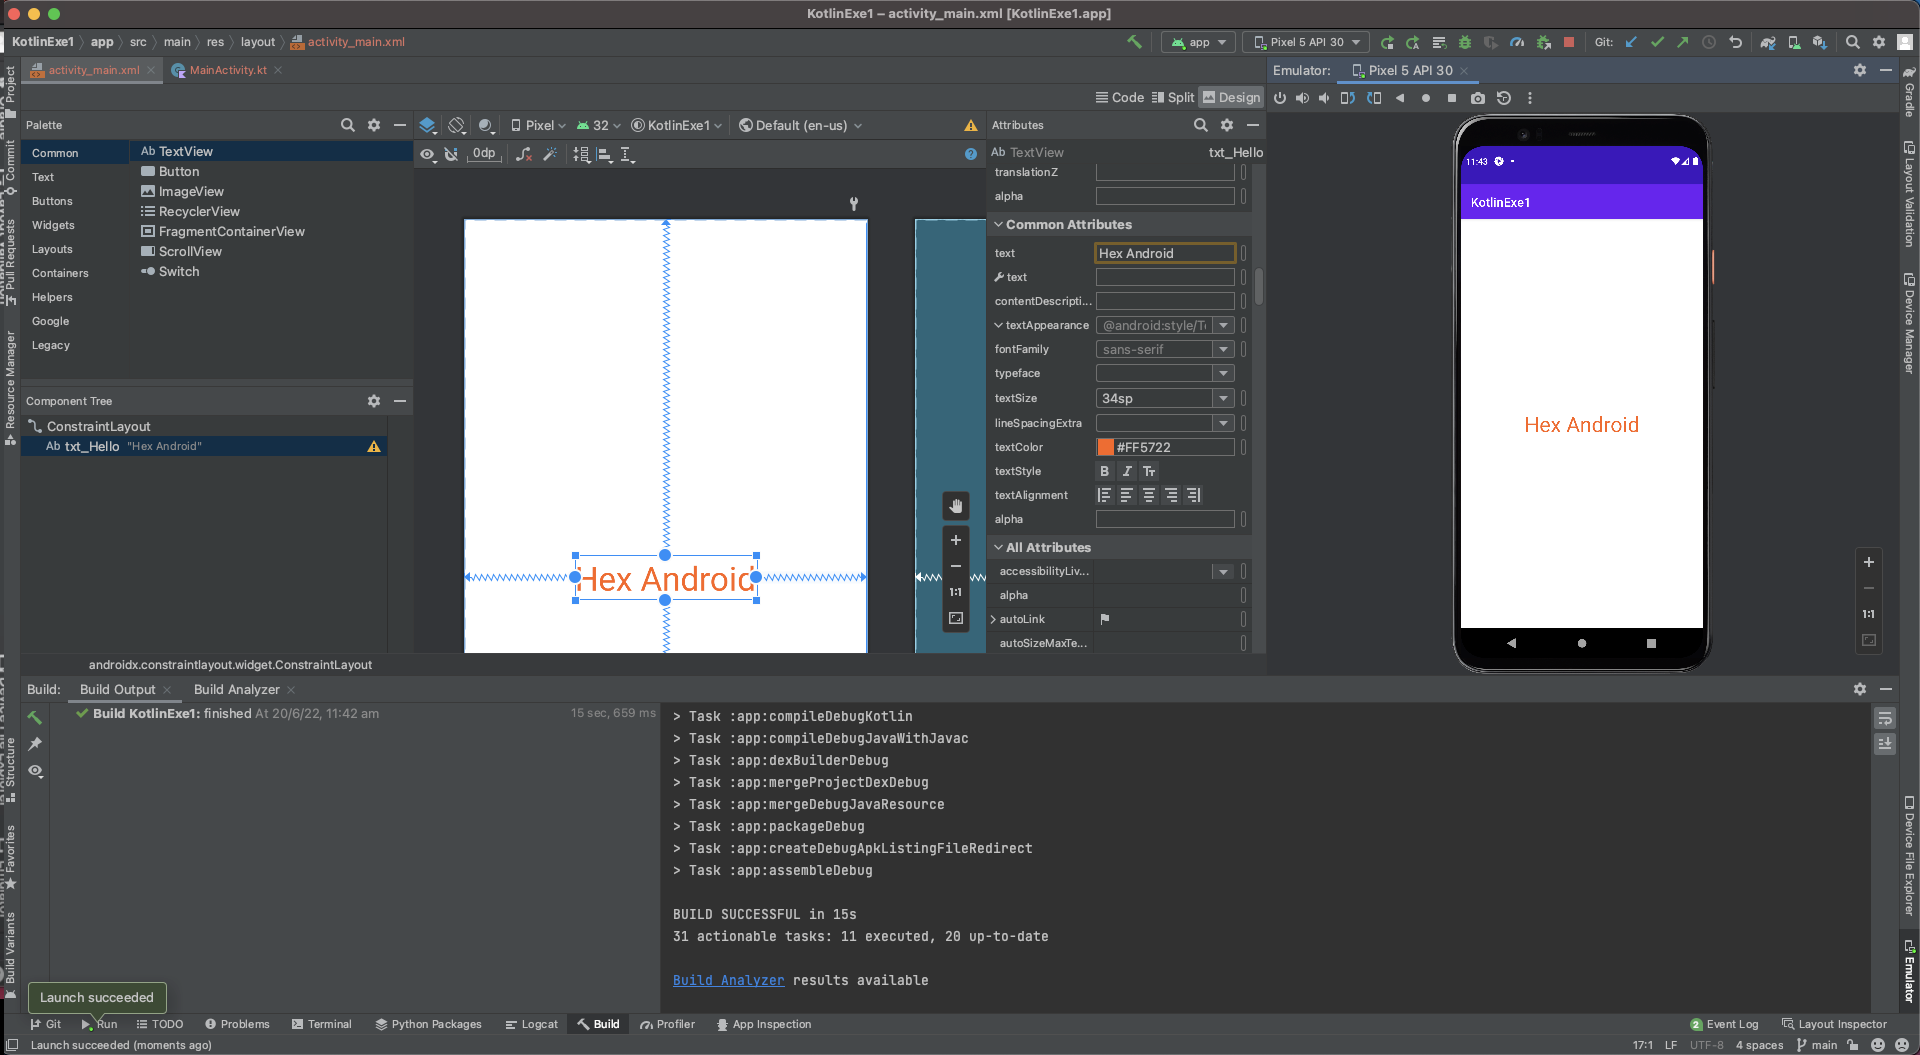 KotlinExe1 – activity_main.xml [KotlinExe1.app]
KotlinExe1 app src main res layout activity_main.xml
app Pixel 5 API 30 Git:
activity_main.xml MainActivity.kt
Emulator: Pixel 5 API 30
Code Split Design
Palette
Pixel 32 KotlinExe1 Default (en-us)
Attributes
Common
Text
Buttons
Widgets
Layouts
Containers
Helpers
Google
Legacy
Ab TextView
Button
ImageView
RecyclerView
FragmentContainerView
ScrollView
Switch
0dp
Ab TextView txt_Hello
translationZ
alpha
Common Attributes
text Hex Android
text
contentDescripti...
textAppearance @android:style/Te
fontFamily sans-serif
typeface
textSize 34sp
lineSpacingExtra
textColor #FF5722
textStyle B I Tr
textAlignment
alpha
All Attributes
accessibilityLiv...
alpha
autoLink
autoSizeMaxTe...
Component Tree
ConstraintLayout
Ab txt_Hello "Hex Android"
Hex Android
1:1
11:43
KotlinExe1
Hex Android
1:1
androidx.constraintlayout.widget.ConstraintLayout
Build: Build Output Build Analyzer
Build KotlinExe1: finished At 20/6/22, 11:42 am 15 sec, 659 ms
> Task :app:compileDebugKotlin
> Task :app:compileDebugJavaWithJavac
> Task :app:dexBuilderDebug
> Task :app:mergeProjectDexDebug
> Task :app:mergeDebugJavaResource
> Task :app:packageDebug
> Task :app:createDebugApkListingFileRedirect
> Task :app:assembleDebug
BUILD SUCCESSFUL in 15s
31 actionable tasks: 11 executed, 20 up-to-date
Build Analyzer results available
Launch succeeded
Git Run TODO Problems Terminal Python Packages Logcat Build Profiler App Inspection
2 Event Log Layout Inspector
Launch succeeded (moments ago)
17:1 LF UTF-8 4 spaces main
Project
Commit
Pull Requests
Resource Manager
Structure
Favorites
Build Variants
Gradle
Layout Validation
Device Manager
Device File Explorer
Emulator